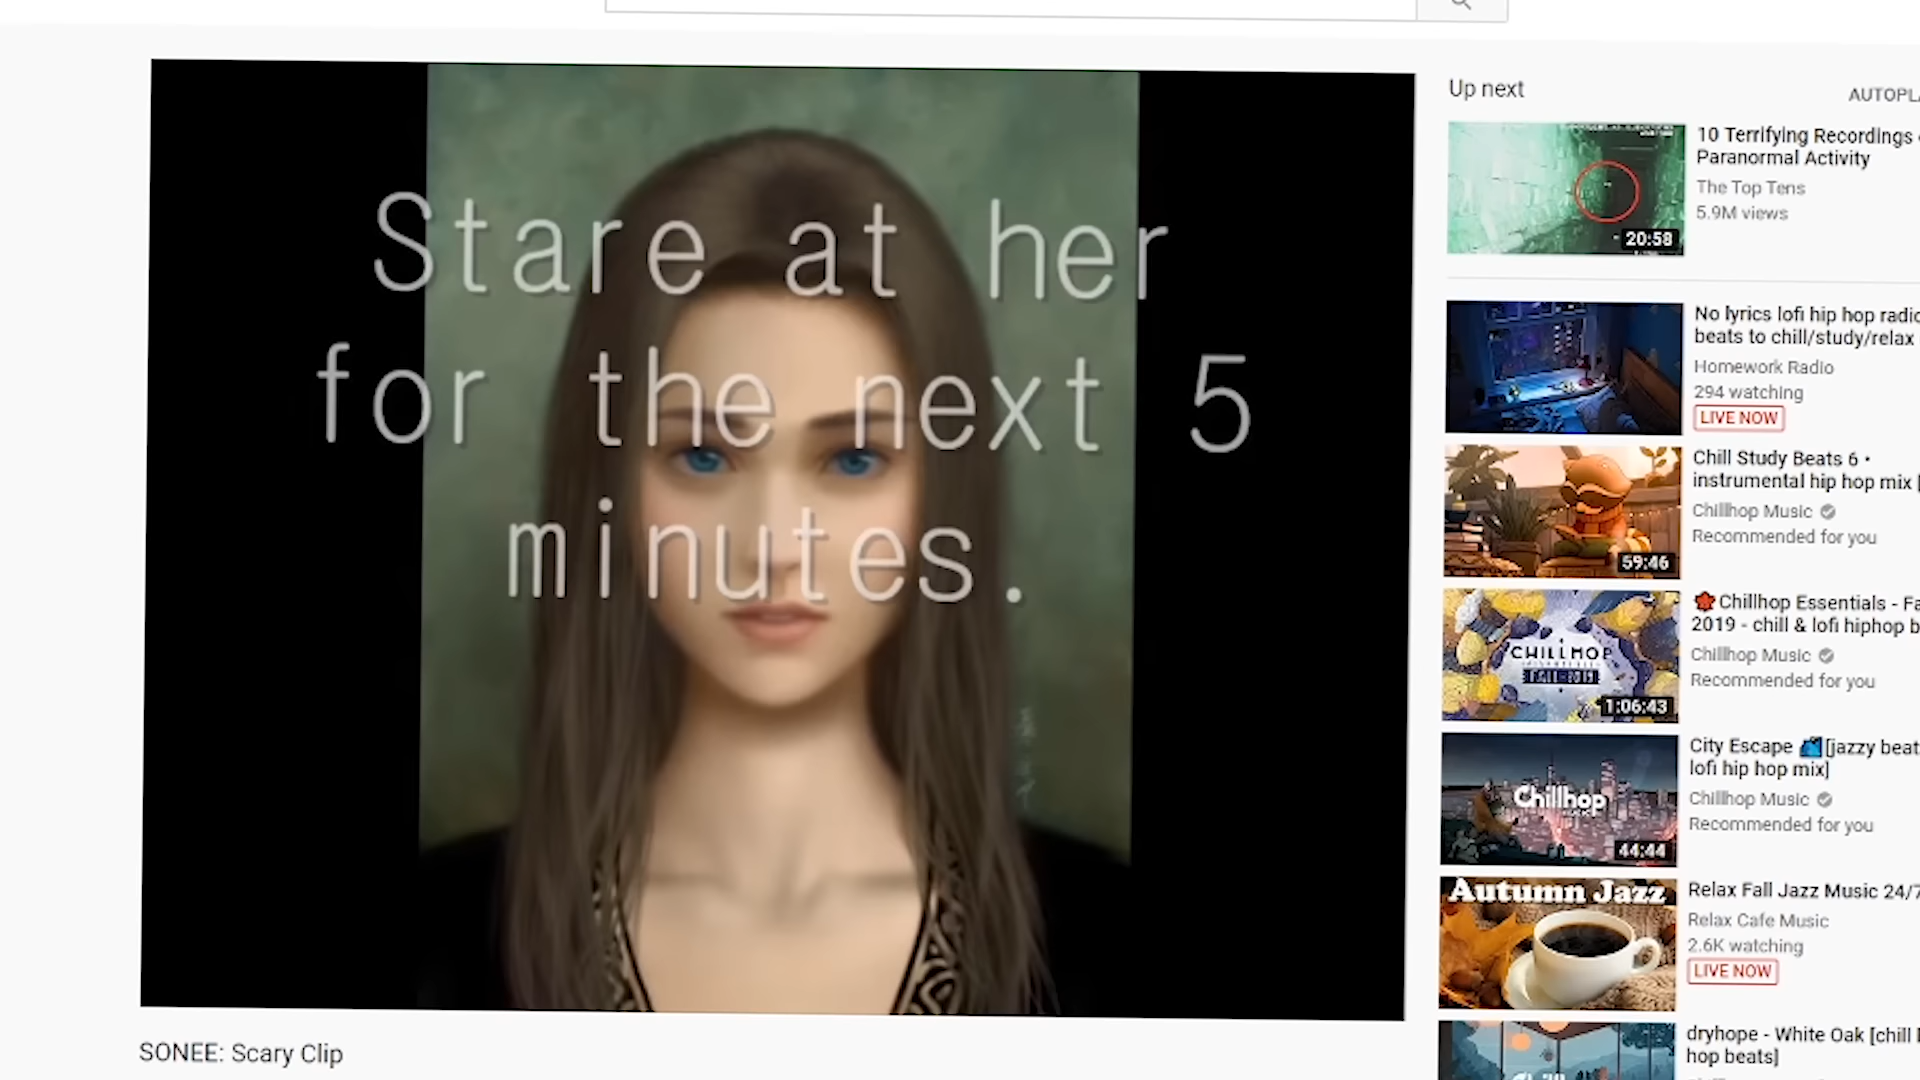 Stare at her
for the next 5
minutes.
SONEE: Scary Clip
Up next
AUTOPLA
10 Terrifying Recordings
Paranormal Activity
The Top Tens
5.9M views
20:58
No lyrics lofi hip hop radio
beats to chill/study/relax
Homework Radio
294 watching
LIVE NOW
Chill Study Beats 6 •
instrumental hip hop mix [
Chillhop Music
Recommended for you
59:46
Chillhop Essentials - Fa
2019 - chill & lofi hiphop b
Chillhop Music
Recommended for you
CHILLHOP
FALL 2019
1:06:43
City Escape [jazzy beat
lofi hip hop mix]
Chillhop Music
Recommended for you
Chillhop
44:44
Relax Fall Jazz Music 24/7
Relax Cafe Music
2.6K watching
LIVE NOW
Autumn Jazz
dryhope - White Oak [chill
hop beats]